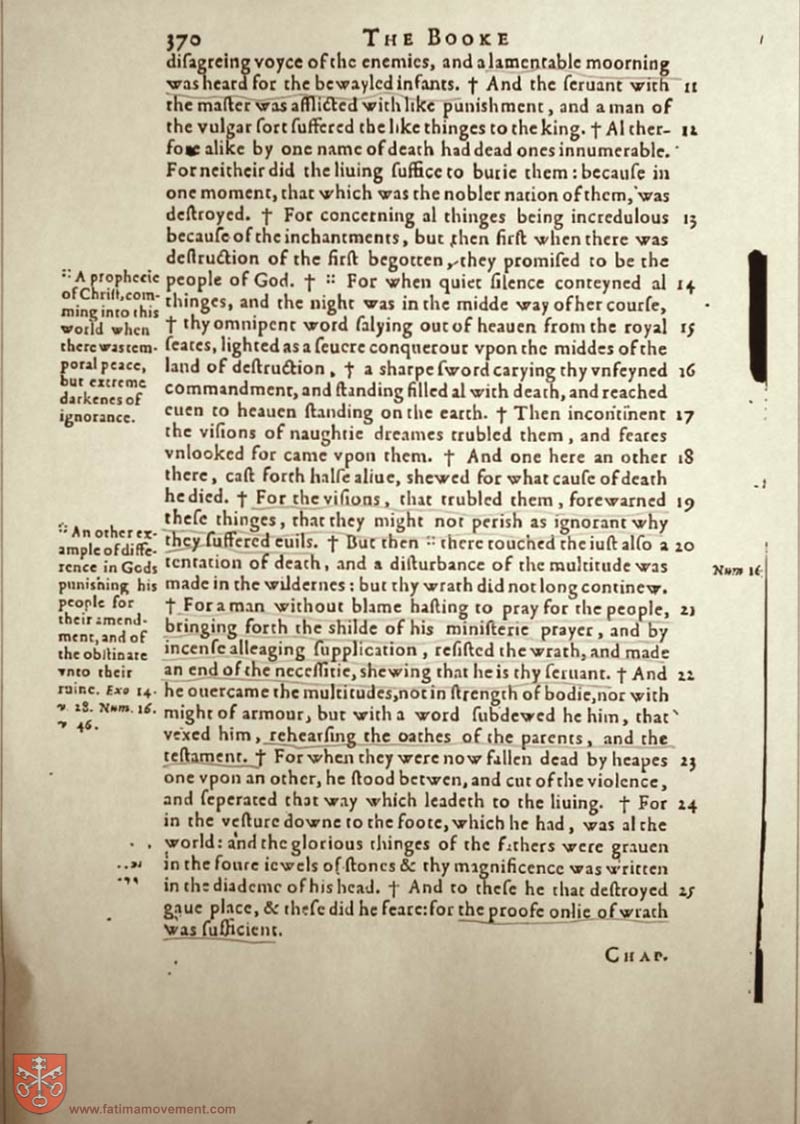 370 THE BOOKE
diſagreing voyce of the enemies, and a lamentable moorning
was heard for the bewayled infants. † And the ſeruant with 11
the maſter was afflicted with like punishment, and a man of
the vulgar ſort ſuffered the like thinges to the king. † Al ther- 12
fore alike by one name of death had dead ones innumerable.
For neitheir did the liuing ſuffice to burie them: becauſe in
one moment, that which was the nobler nation of them, was
deſtroyed. † For concerning al thinges being incredulous 13
becauſe of the inchantments, but then firſt when there was
deſtruction of the firſt begotten, they promiſed to be the
people of God. † :: For when quiet ſilence conteyned al 14
thinges, and the night was in the midde way of her courſe,
† thy omnipent word ſalying out of heauen from the royal 15
ſeates, lighted as a ſeuere conquerour vpon the middes of the
land of deſtruction, † a sharpe ſword carying thy vnfeyned 16
commandment, and ſtanding filled al with death, and reached
euen to heauen ſtanding on the earth. † Then incontinent 17
the viſions of naughtie dreames trubled them, and feares
vnlooked for came vpon them. † And one here an other 18
there, caſt forth halfe aliue, shewed for what cauſe of death
he died. † For the viſions, that trubled them, forewarned 19
theſe thinges, that they might not perish as ignorant why
they ſuffered euils. † But then :: there touched the iuſt alſo a 20
tentation of death, and a diſturbance of the multitude was
made in the wildernes: but thy wrath did not long continew.
† For a man without blame haſting to pray for the people, 21
bringing forth the shilde of his miniſterie prayer, and by
incenſe alleaging ſupplication, reſiſted the wrath, and made
an end of the neceſſitie, shewing that he is thy ſeruant. † And 22
he ouercame the multitudes, not in ſtrength of bodie, nor with
might of armour, but with a word ſubdewed he him, that
vexed him, rehearſing the oathes of the parents, and the
teſtament. † For when they were now fallen dead by heapes 23
one vpon an other, he ſtood betwen, and cut of the violence,
and ſeperated that way which leadeth to the liuing. † For 24
in the veſture downe to the foote, which he had, was al the
world: and the glorious thinges of the fathers were grauen
in the foure iewels of ſtones & thy magnificence was written
in the diademe of his head. † And to theſe he that deſtroyed 25
gaue place, & theſe did he feare: for the proofe onlie of wrath
was ſufficient.
CHAP.
:: A prophecie
of Chriſt, com-
ming into this
world when
there was tem-
poral peace,
but extreme
darkenes of
ignorance.
:: An other ex-
ample of diffe-
rence in Gods
punishing his
people for
their amend-
ment, and of
the obſtinate
vnto their
ruine. Exo 14.
v 28. Num. 16.
v 46.
Num 16
www.fatimamovement.com